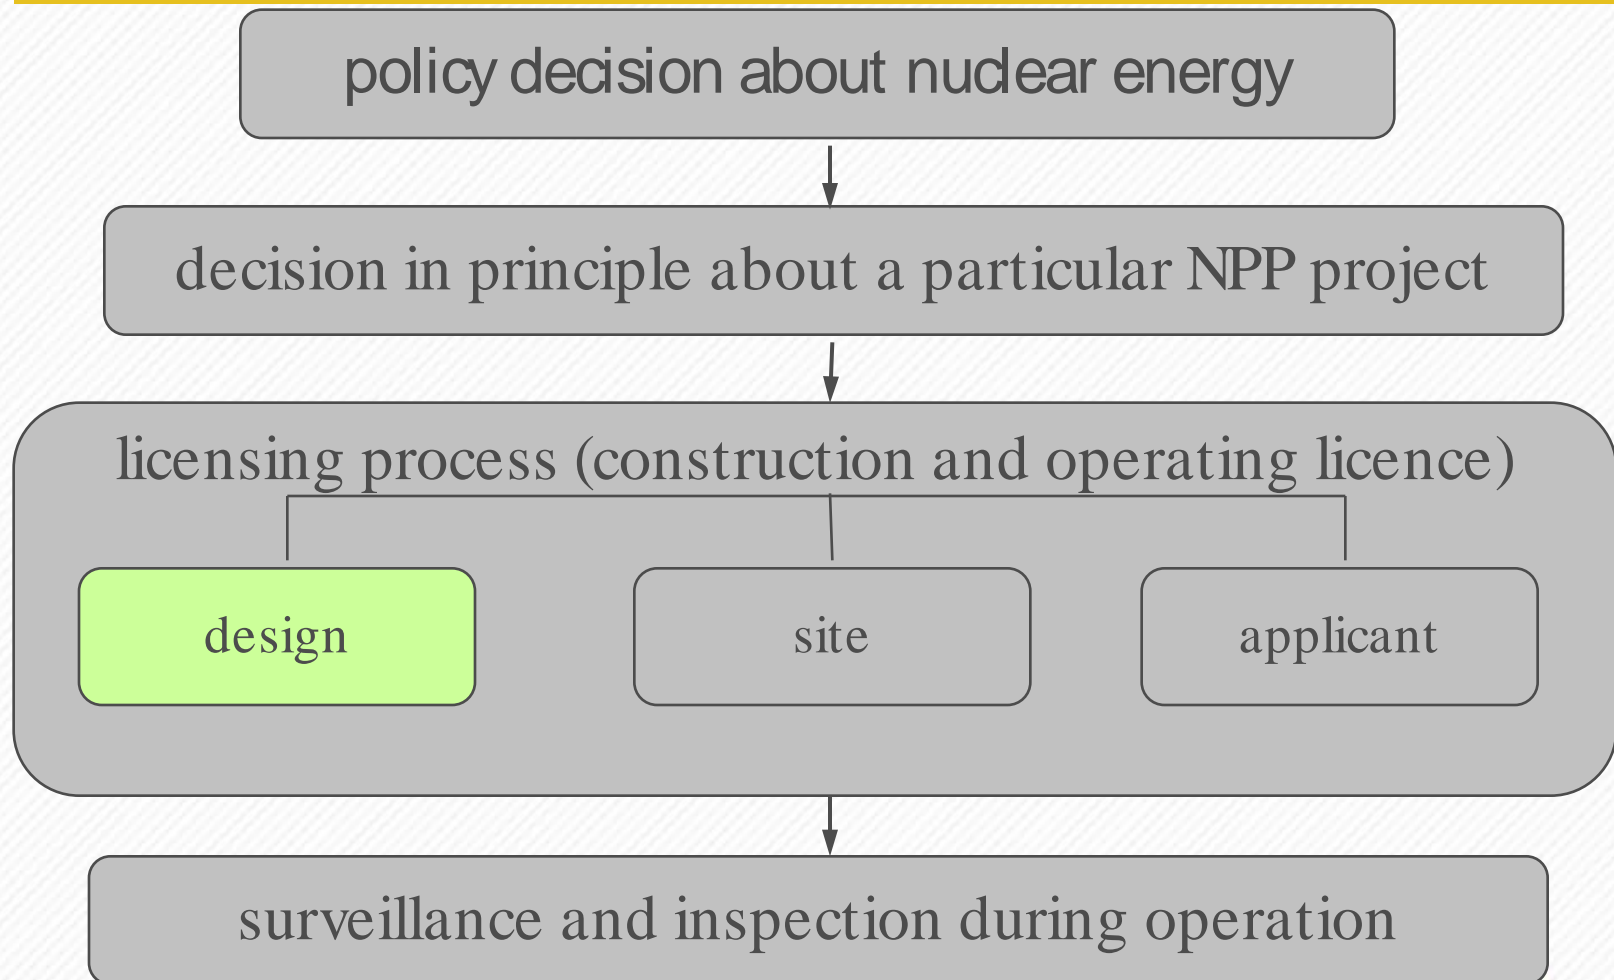 policy decision about nuclear energy
decision in principle about a particular NPP project
licensing process (construction and operating licence)
design
site
applicant
surveillance and inspection during operation